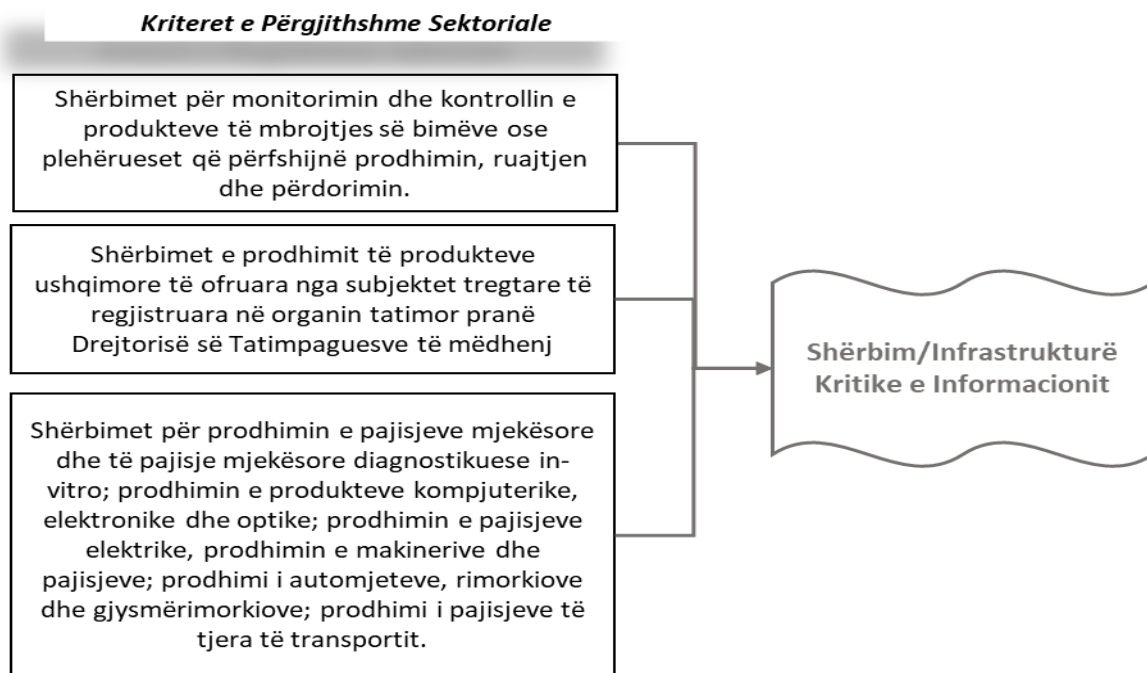 Kriteret e Përgjithshme Sektoriale
Shërbimet për monitorimin dhe kontrollin e
produkteve të mbrojtjes së bimëve ose
plehërueset që përfshijnë prodhimin, ruajtjen
dhe përdorimin.
Shërbimet e prodhimit të produkteve
ushqimore të ofruara nga subjektet tregtare të
regjistruara në organin tatimor pranë
Drejtorisë së Tatimpaguesve të mëdhenj
Shërbimet për prodhimin e pajisjeve mjekësore
dhe të pajisje mjekësore diagnostikuese in-
vitro; prodhimin e produkteve kompjuterike,
elektronike dhe optike; prodhimin e pajisjeve
elektrike, prodhimin e makinerive dhe
pajisjeve; prodhimi i automjeteve, rimorkiove
dhe gjysmërimorkiove; prodhimi i pajisjeve të
tjera të transportit.
Shërbim/Infrastrukturë
Kritike e Informacionit